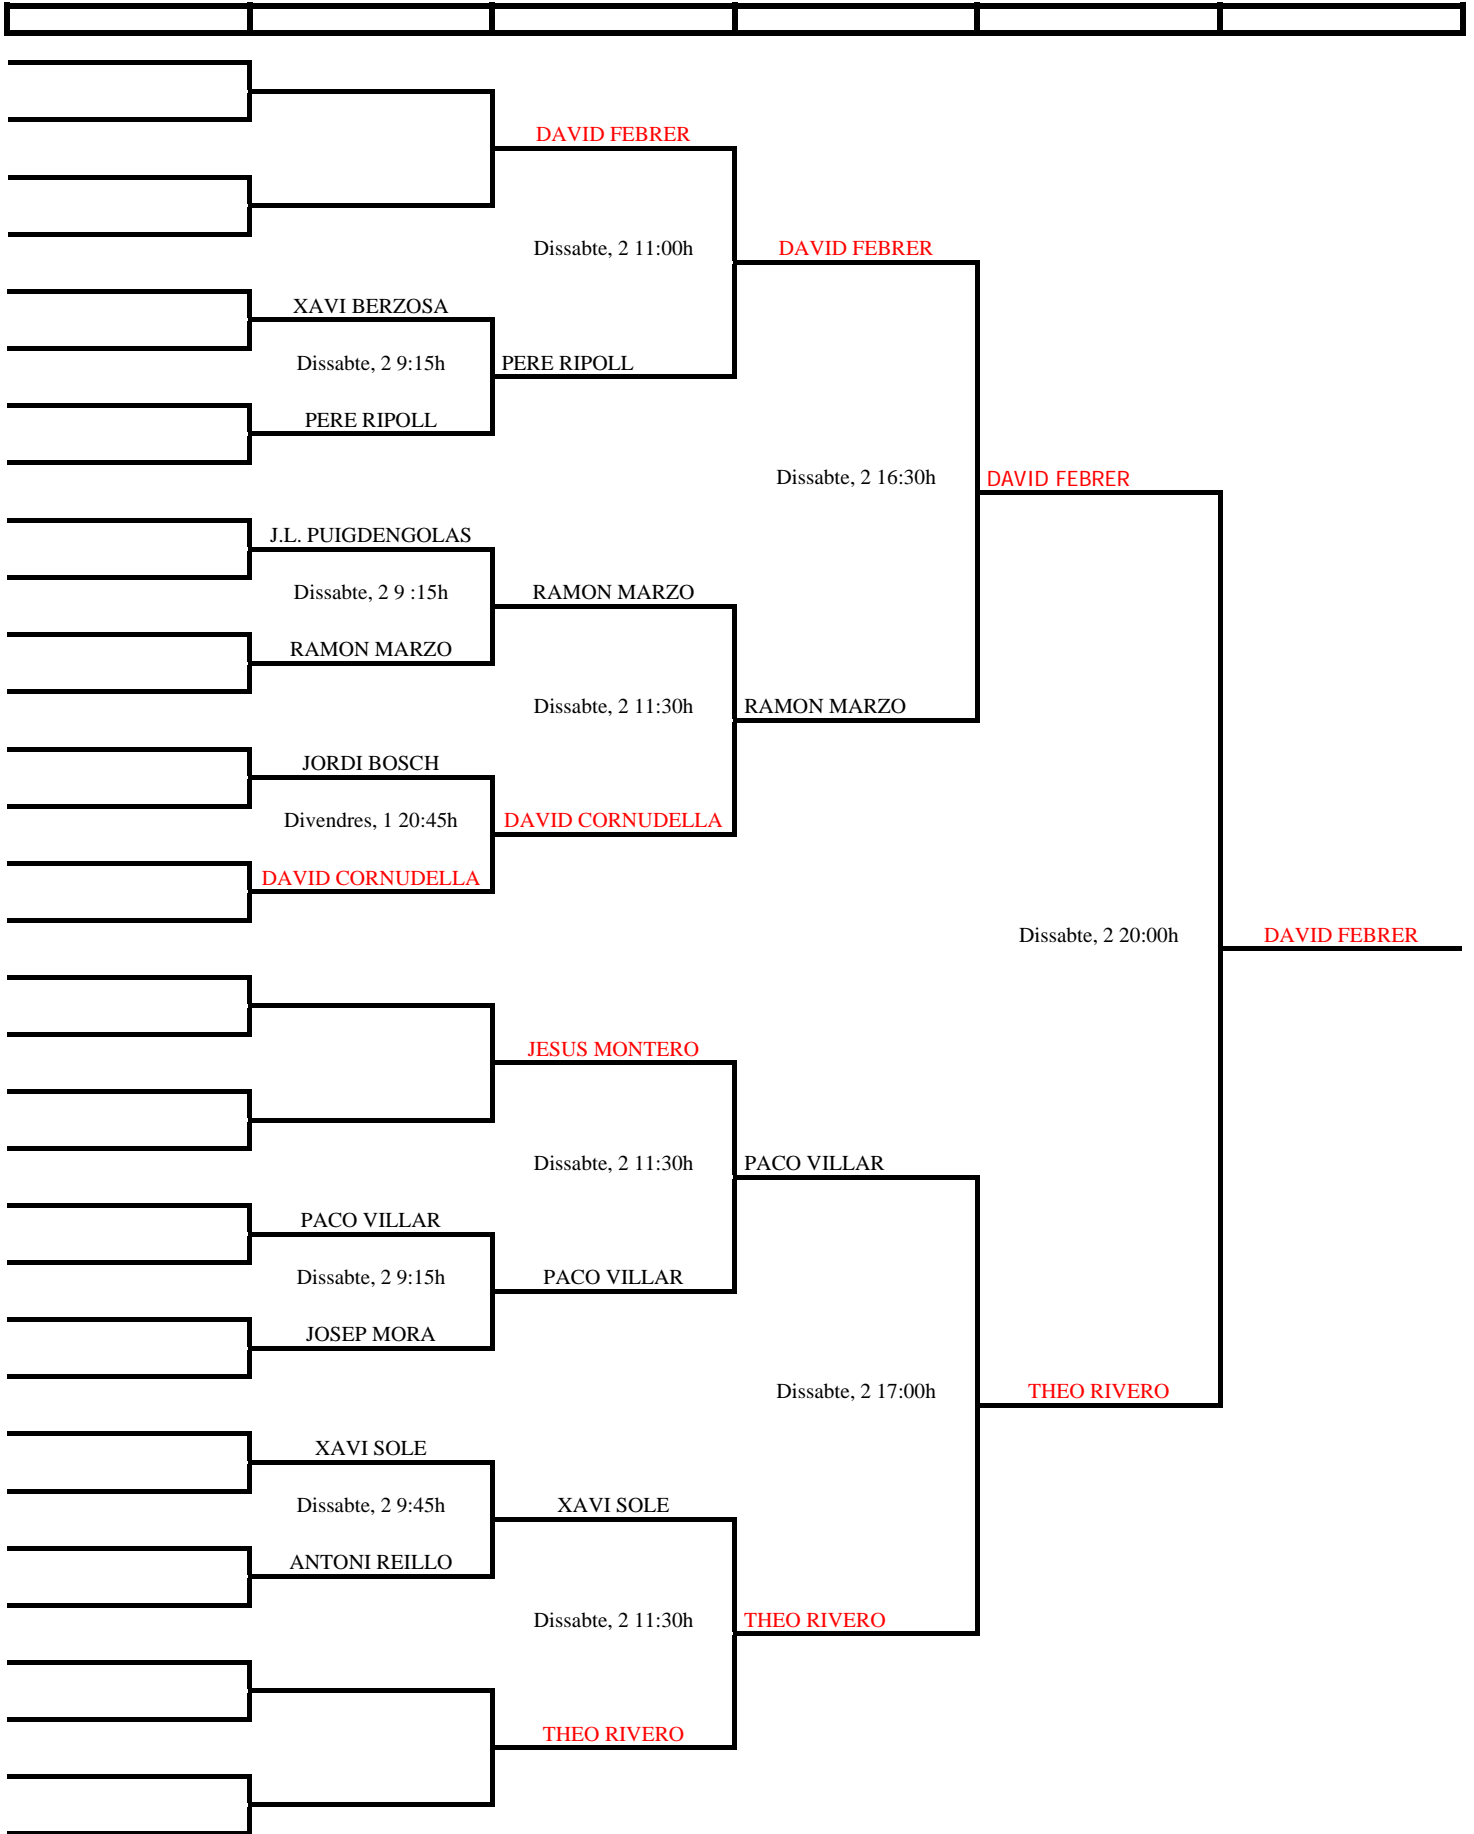 DAVID FEBRER
Dissabte, 2 11:00h
DAVID FEBRER
XAVI BERZOSA
Dissabte, 2 9:15h
PERE RIPOLL
PERE RIPOLL
Dissabte, 2 16:30h
DAVID FEBRER
J.L. PUIGDENGOLAS
Dissabte, 2 9 :15h
RAMON MARZO
RAMON MARZO
Dissabte, 2 11:30h
RAMON MARZO
JORDI BOSCH
Divendres, 1 20:45h
DAVID CORNUDELLA
DAVID CORNUDELLA
Dissabte, 2 20:00h
DAVID FEBRER
JESUS MONTERO
Dissabte, 2 11:30h
PACO VILLAR
PACO VILLAR
Dissabte, 2 9:15h
PACO VILLAR
JOSEP MORA
Dissabte, 2 17:00h
THEO RIVERO
XAVI SOLE
Dissabte, 2 9:45h
XAVI SOLE
ANTONI REILLO
Dissabte, 2 11:30h
THEO RIVERO
THEO RIVERO